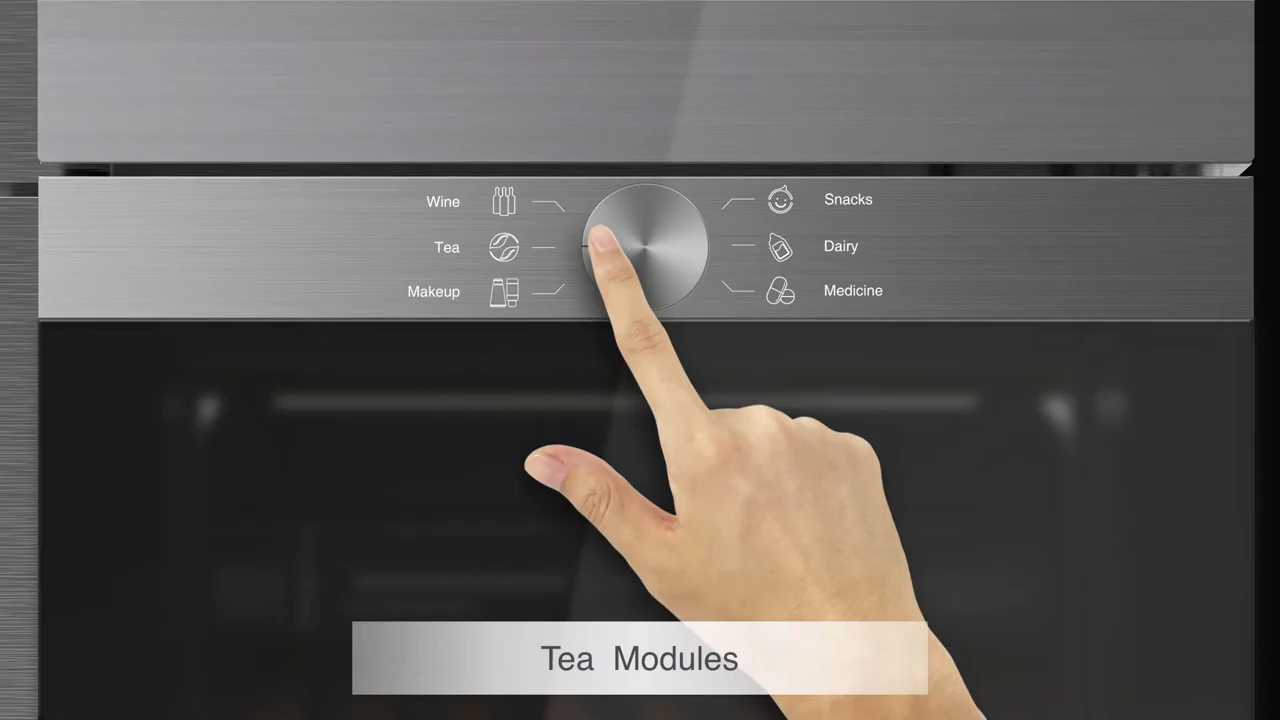 Wine
Tea
Makeup
Snacks
Dairy
Medicine
Tea Modules